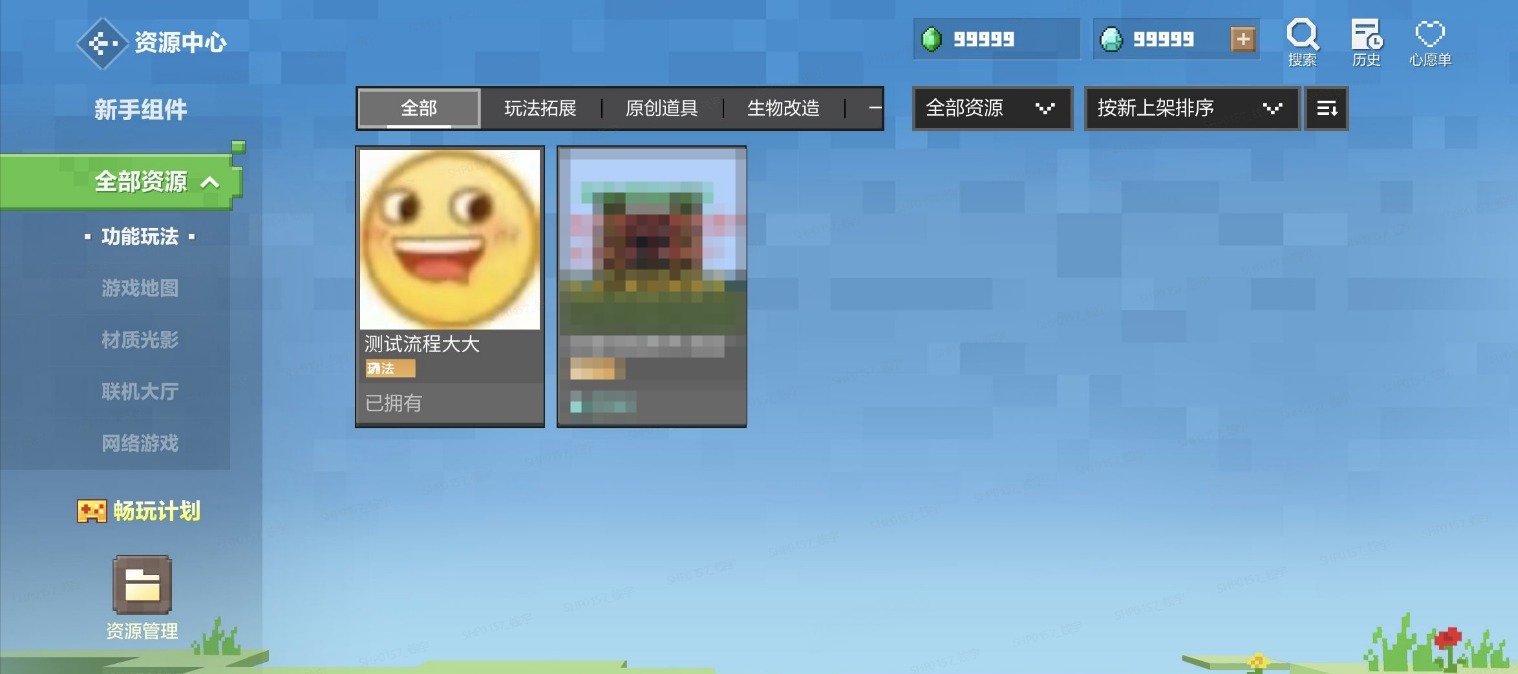 资源中心
99999
99999
搜索
历史
心愿单
新手组件
全部
玩法拓展
原创道具
生物改造
全部资源
按新上架排序
全部资源
功能玩法
游戏地图
材质光影
联机大厅
网络游戏
畅玩计划
资源管理
测试流程大大
玩法
已拥有